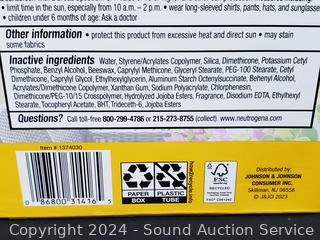 • limit time in the sun, especially from 10 a.m. – 2 p.m. • wear long-sleeved shirts, pants, hats, and sunglasses
• children under 6 months of age: Ask a doctor
Other information • protect this product from excessive heat and direct sun • may stain
some fabrics
Inactive ingredients Water, Styrene/Acrylates Copolymer, Silica, Dimethicone, Potassium Cetyl
Phosphate, Benzyl Alcohol, Beeswax, Caprylyl Methicone, Glyceryl Stearate, PEG-100 Stearate, Cetyl
Dimethicone, Caprylyl Glycol, Ethylhexylglycerin, Aluminum Starch Octenylsuccinate, Behenyl Alcohol,
Acrylates/Dimethicone Copolymer, Xanthan Gum, Sodium Polyacrylate, Chlorphenesin,
Dimethicone/PEG-10/15 Crosspolymer, Hydrolyzed Jojoba Esters, Fragrance, Disodium EDTA, Ethylhexyl
Stearate, Tocopheryl Acetate, BHT, Trideceth-6, Jojoba Esters
Questions? Call toll-free 800-299-4786 or 215-273-8755 (collect). www.neutrogena.com
Item # 1374030
0 86800 31416 5
PAPER
BOX
PLASTIC
TUBE
how2recycle.info
FSC
RECYCLED
Distributed by:
JOHNSON & JOHNSON
CONSUMER INC.
Skillman, NJ 08558
© J&JCI 2023
Copyright 2024 - Sound Auction Service